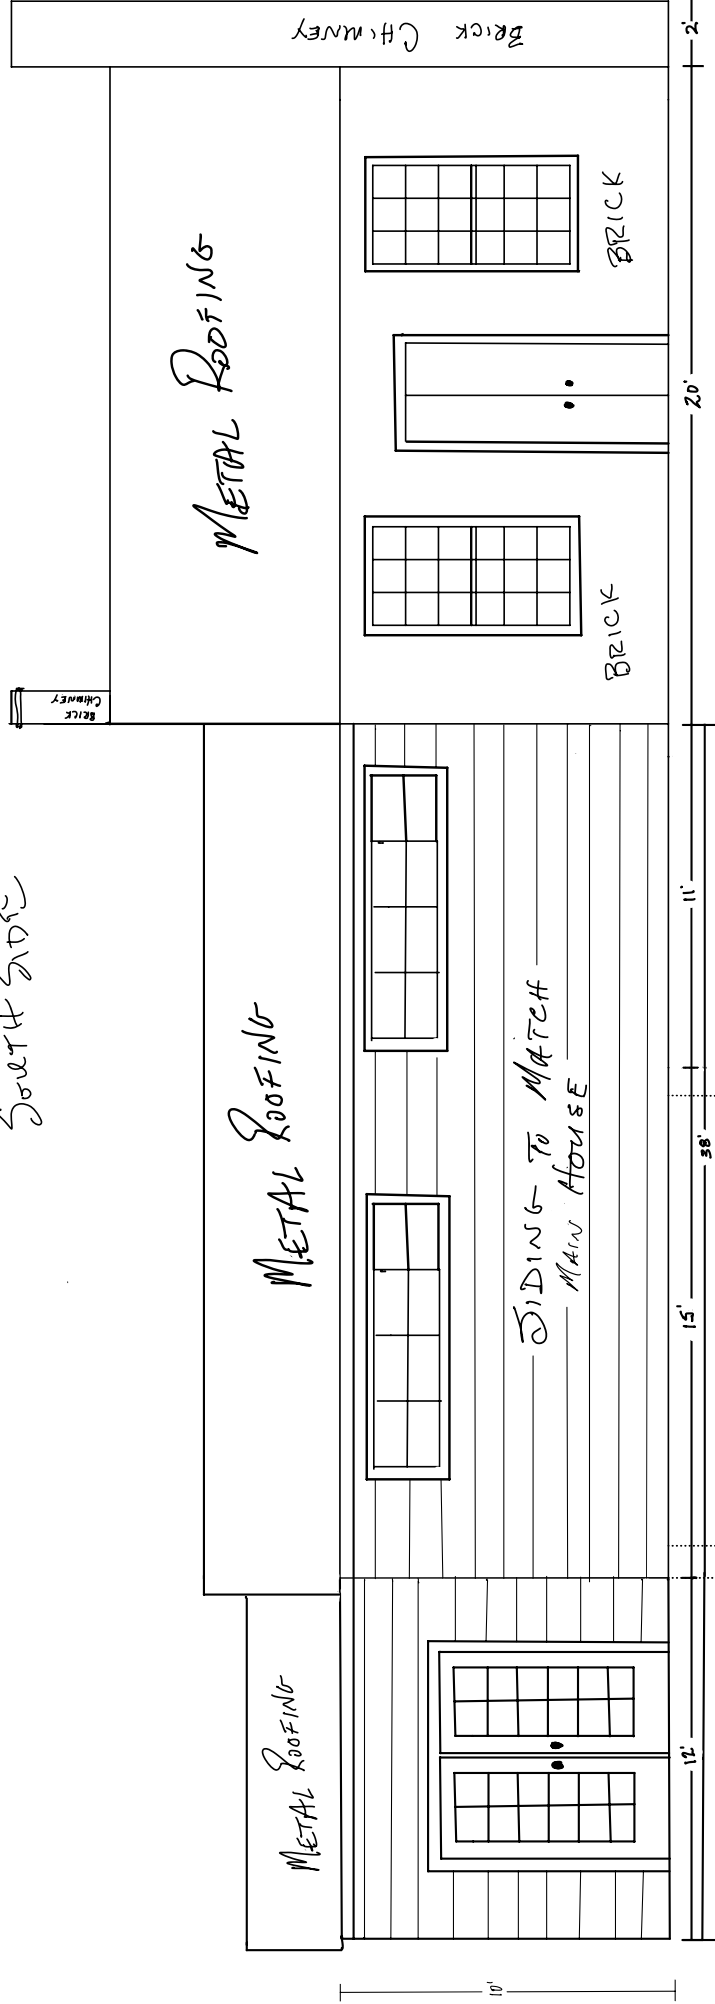 SOUTH SIDE
BRICK CHIMNEY
METAL ROOFING
BRICK
BRICK
BRICK
CHIMNEY
METAL ROOFING
SIDING TO MATCH
MAIN HOUSE
METAL ROOFING
10'
12'
15'
11'
20'
2'
38'